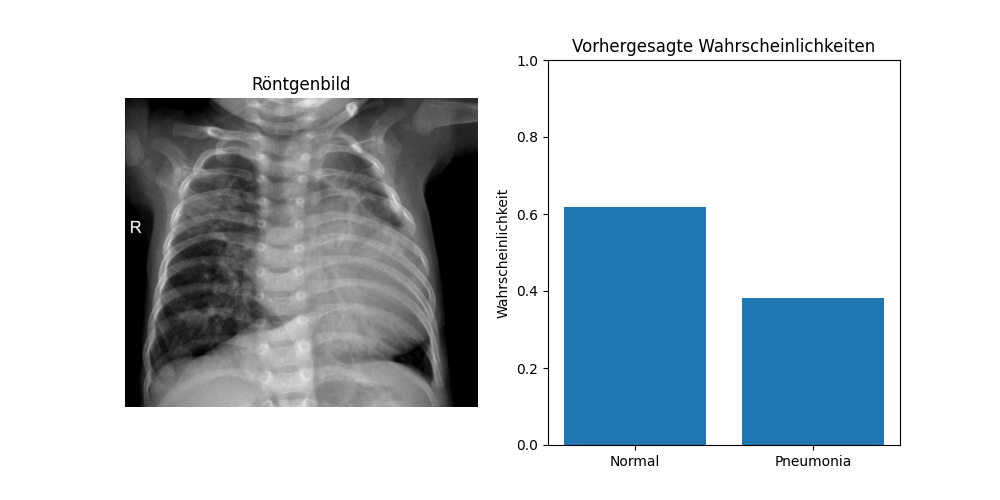 Röntgenbild
R
Vorhergesagte Wahrscheinlichkeiten
Wahrscheinlichkeit
1.0
0.8
0.6
0.4
0.2
0.0
Normal
Pneumonia